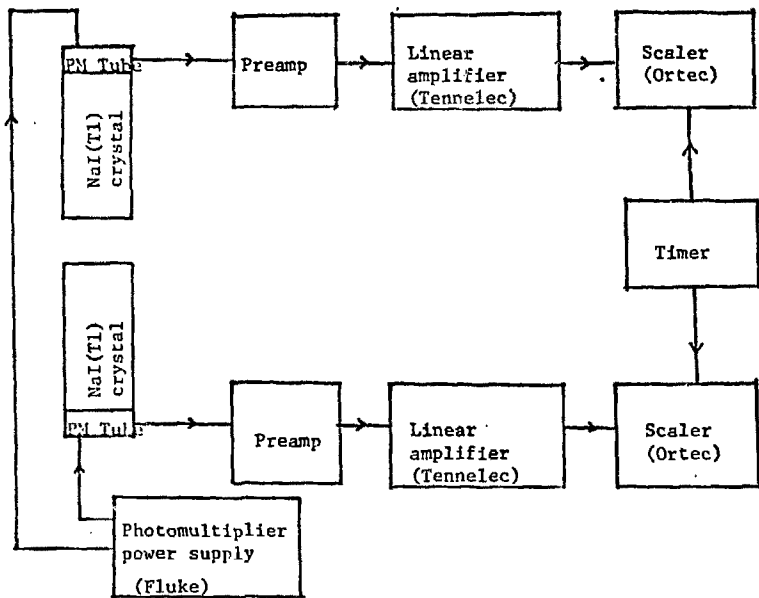 PM Tube
NaI(Tl)
crystal
Preamp
Linear
amplifier
(Tennelec)
Scaler
(Ortec)
Timer
NaI(Tl)
crystal
PM Tube
Preamp
Linear
amplifier
(Tennelec)
Scaler
(Ortec)
Photomultiplier
power supply
(Fluke)